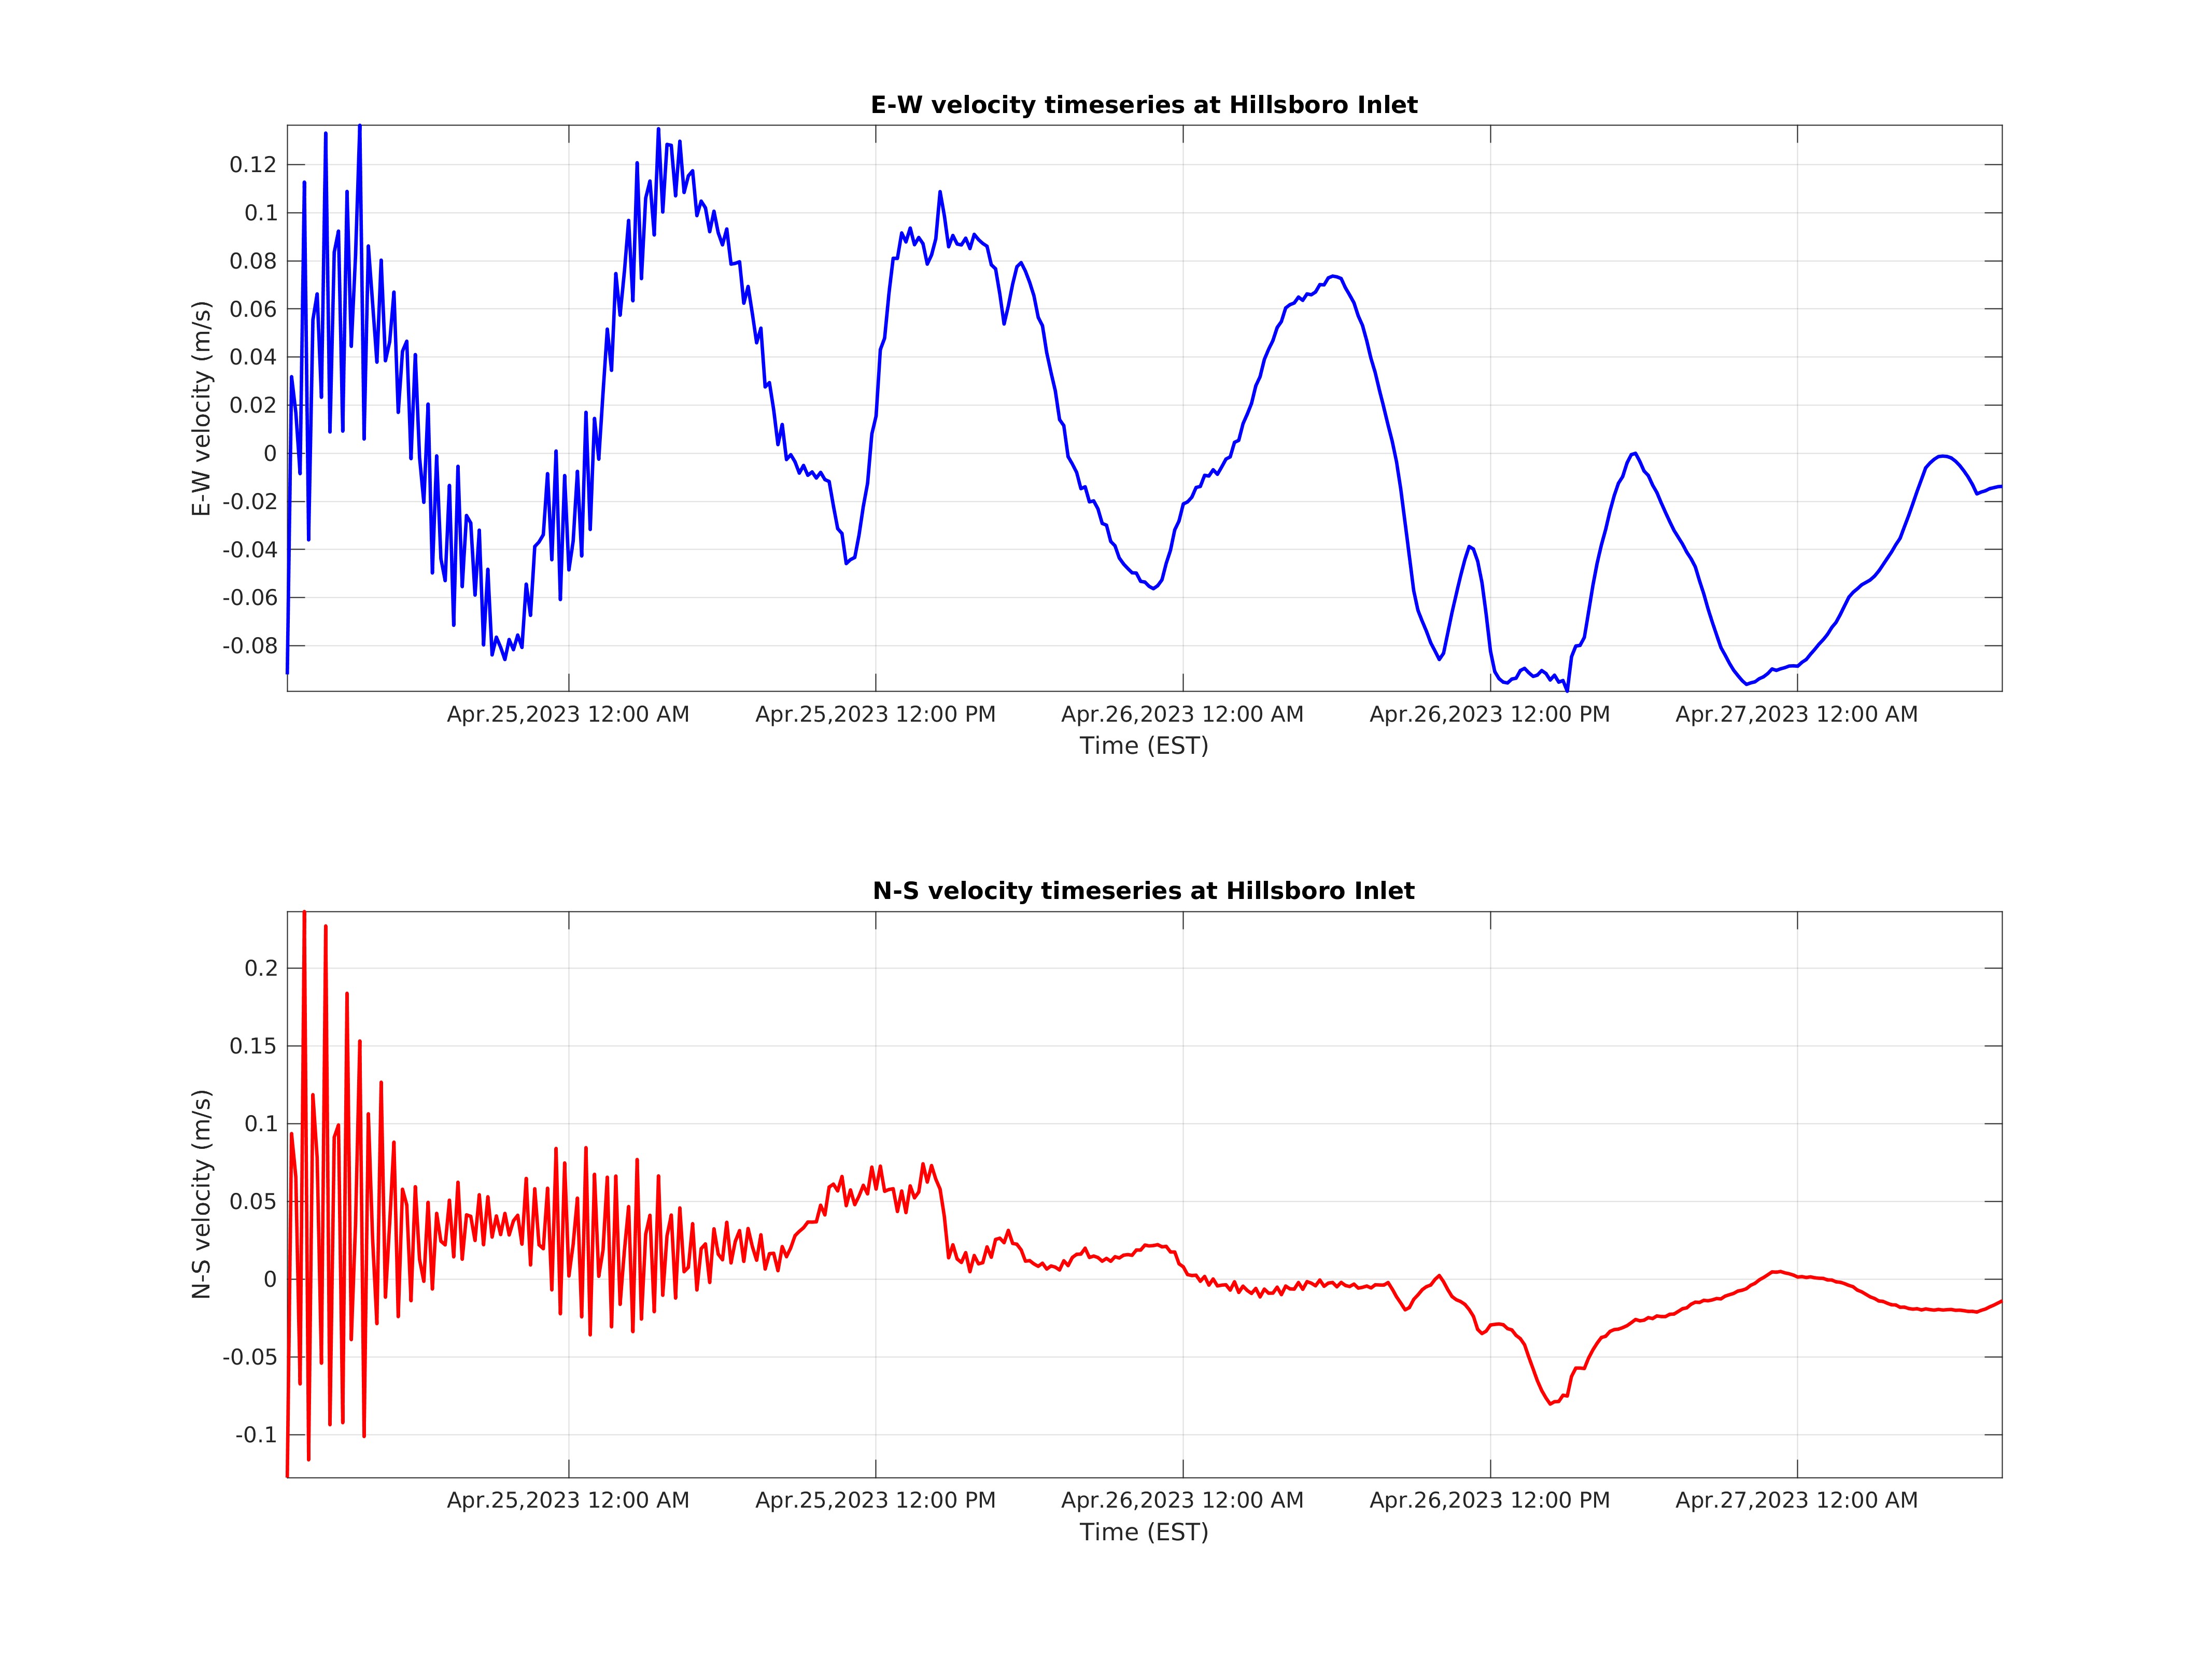 E-W velocity timeseries at Hillsboro Inlet
0.12
0.1
0.08
0.06
0.04
0.02
0
-0.02
-0.04
-0.06
-0.08
E-W velocity (m/s)
Apr.25,2023 12:00 AM Apr.25,2023 12:00 PM Apr.26,2023 12:00 AM Apr.26,2023 12:00 PM Apr.27,2023 12:00 AM
Time (EST)
N-S velocity timeseries at Hillsboro Inlet
0.2
0.15
0.1
0.05
0
-0.05
-0.1
N-S velocity (m/s)
Apr.25,2023 12:00 AM Apr.25,2023 12:00 PM Apr.26,2023 12:00 AM Apr.26,2023 12:00 PM Apr.27,2023 12:00 AM
Time (EST)